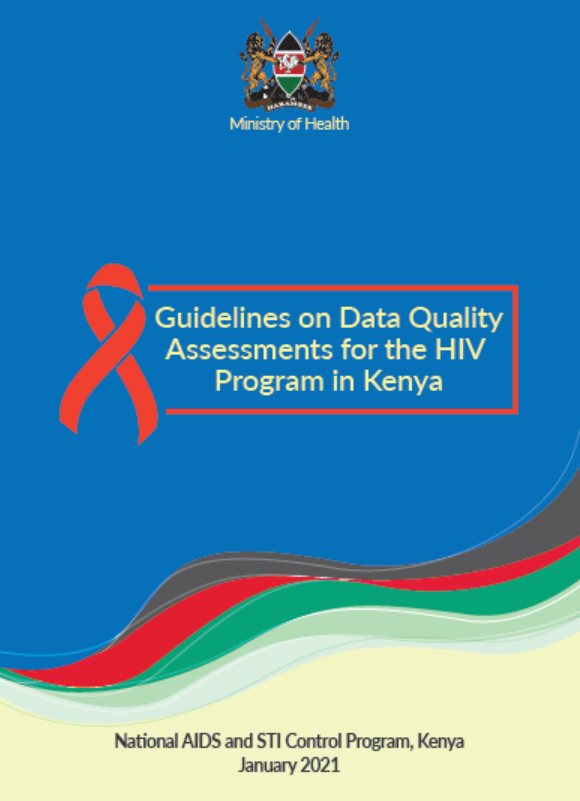 HARAMBEE
Ministry of Health
Guidelines on Data Quality
Assessments for the HIV
Program in Kenya
National AIDS and STI Control Program, Kenya
January 2021